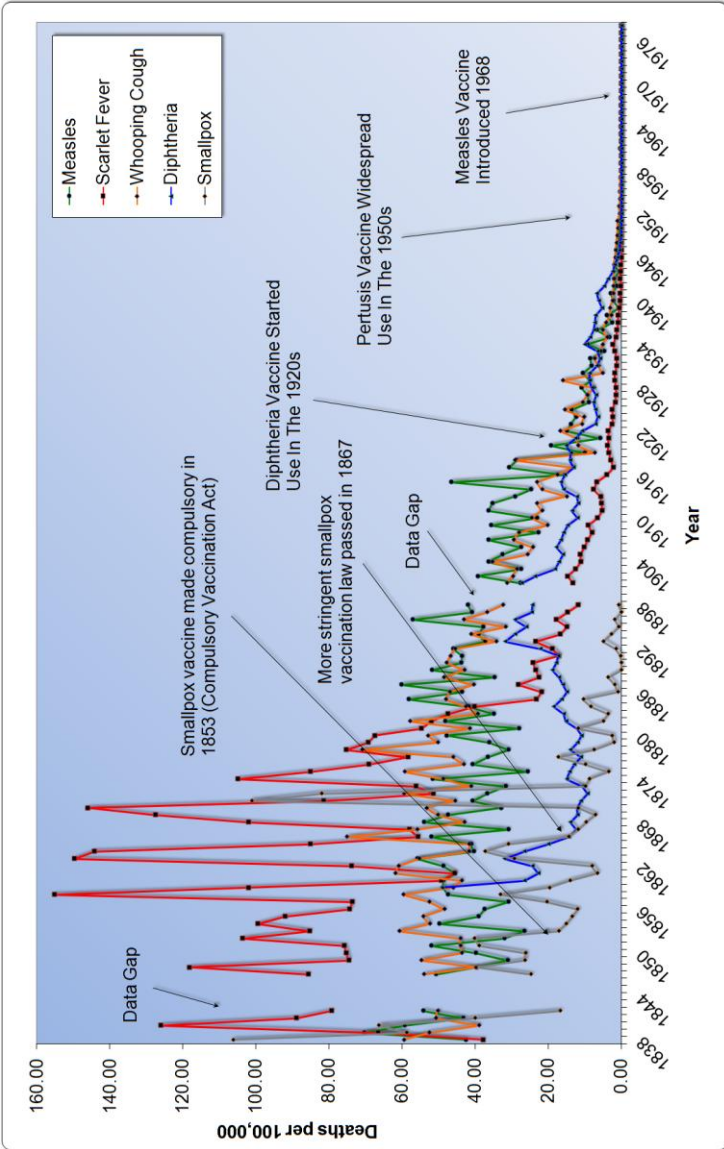 160.00
140.00
120.00
100.00
80.00
60.00
40.00
20.00
0.00
Deaths per 100,000
1838
1844
1850
1856
1862
1868
1874
1880
1886
1892
1898
1904
1910
1916
1922
1928
1934
1940
1946
1952
1958
1964
1970
1976
Year
Measles
Scarlet Fever
Whooping Cough
Diphtheria
Smallpox
Data Gap
Smallpox vaccine made compulsory in
1853 (Compulsory Vaccination Act)
More stringent smallpox
vaccination law passed in 1867
Data Gap
Diphtheria Vaccine Started
Use In The 1920s
Pertusis Vaccine Widespread
Use In The 1950s
Measles Vaccine
Introduced 1968